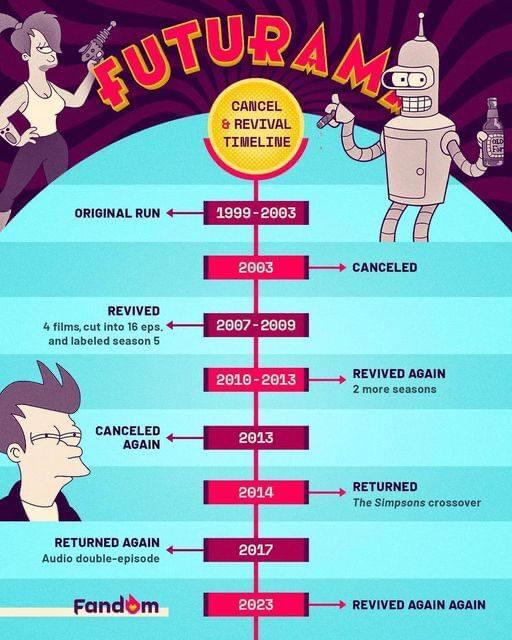 FUTURAMA
CANCEL
& REVIVAL
TIMELINE
ORIGINAL RUN
1999-2003
2003
CANCELED
REVIVED
4 films, cut into 16 eps.
and labeled season 5
2007-2009
2010-2013
REVIVED AGAIN
2 more seasons
CANCELED
AGAIN
2013
2014
RETURNED
The Simpsons crossover
RETURNED AGAIN
Audio double-episode
2017
Fandom
2023
REVIVED AGAIN AGAIN